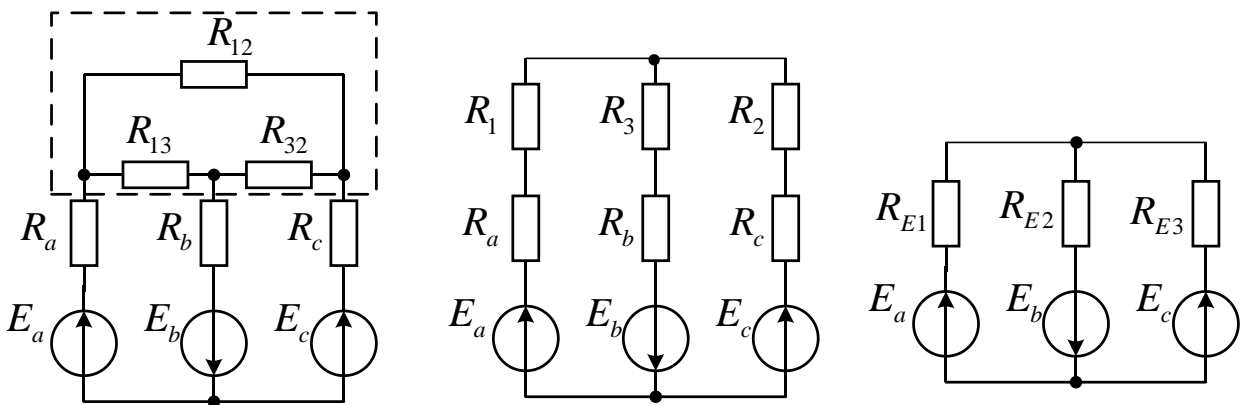 R12
R13 R32
Ra Rb Rc
Ea Eb Ec
R1 R3 R2
Ra Rb Rc
Ea Eb Ec
RE1 RE2 RE3
Ea Eb Ec